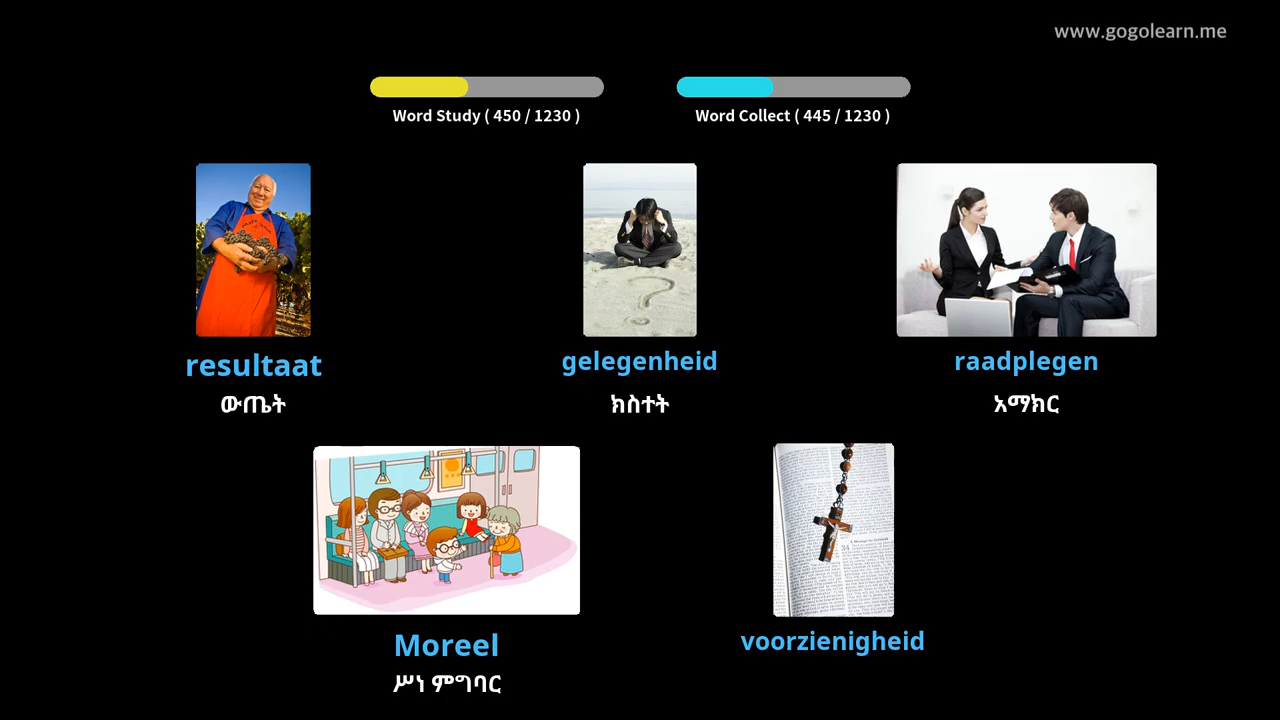 www.gogolearn.me
Word Study ( 450 / 1230 )
Word Collect ( 445 / 1230 )
resultaat
ውጤት
gelegenheid
ክስተት
raadplegen
አማክር
Moreel
ሥነ ምግባር
voorzienigheid